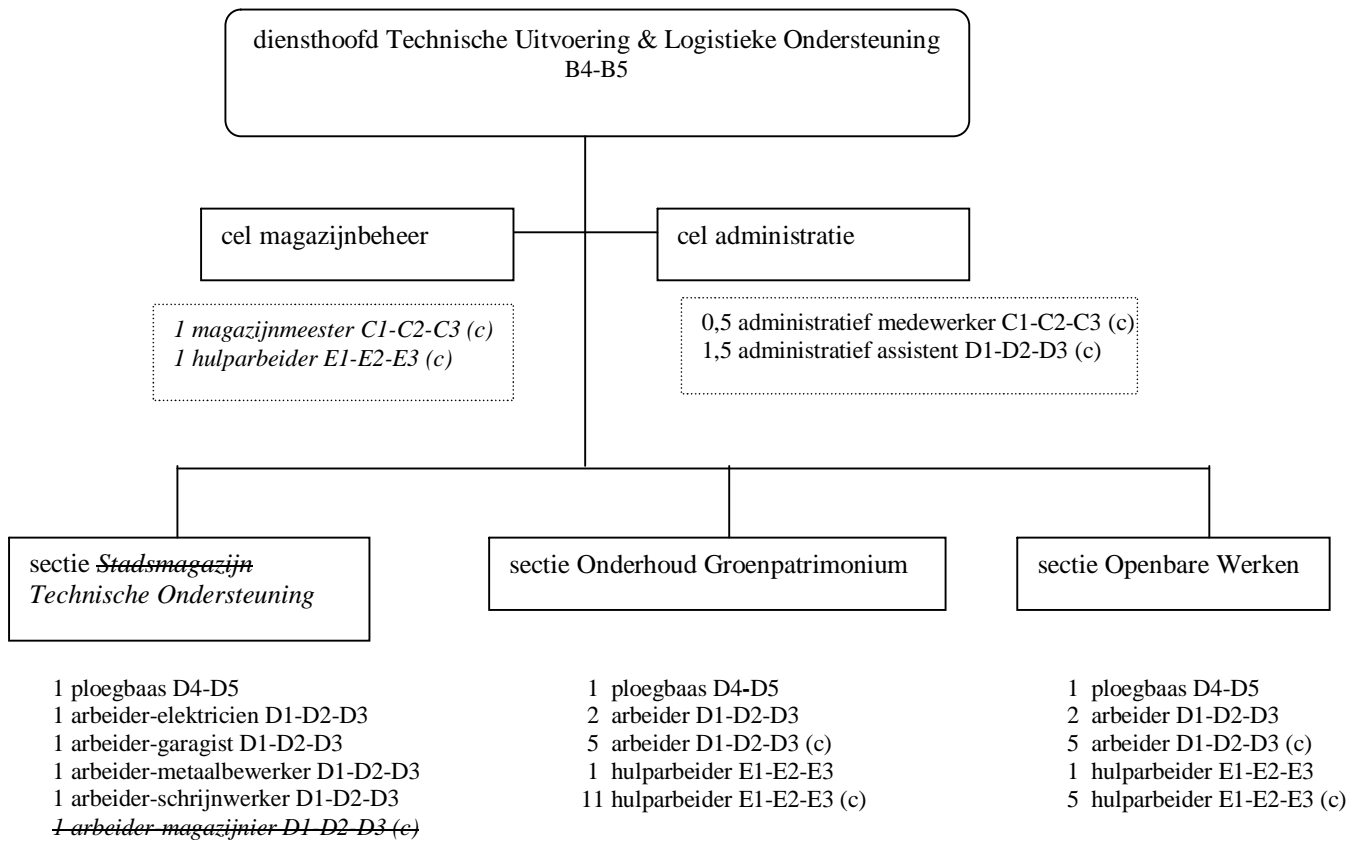 diensthoofd Technische Uitvoering & Logistieke Ondersteuning
B4-B5
cel magazijnbeheer
cel administratie
1 magazijnmeester C1-C2-C3 (c)
1 hulparbeider E1-E2-E3 (c)
0,5 administratief medewerker C1-C2-C3 (c)
1,5 administratief assistent D1-D2-D3 (c)
sectie Stadsmagazijn
Technische Ondersteuning
sectie Onderhoud Groenpatrimonium
sectie Openbare Werken
1 ploegbaas D4-D5
1 arbeider-elektricien D1-D2-D3
1 arbeider-garagist D1-D2-D3
1 arbeider-metaalbewerker D1-D2-D3
1 arbeider-schrijnwerker D1-D2-D3
1 arbeider-magazijnier D1-D2-D3 (c)
1 ploegbaas D4-D5
2 arbeider D1-D2-D3
5 arbeider D1-D2-D3 (c)
1 hulparbeider E1-E2-E3
11 hulparbeider E1-E2-E3 (c)
1 ploegbaas D4-D5
2 arbeider D1-D2-D3
5 arbeider D1-D2-D3 (c)
1 hulparbeider E1-E2-E3
5 hulparbeider E1-E2-E3 (c)